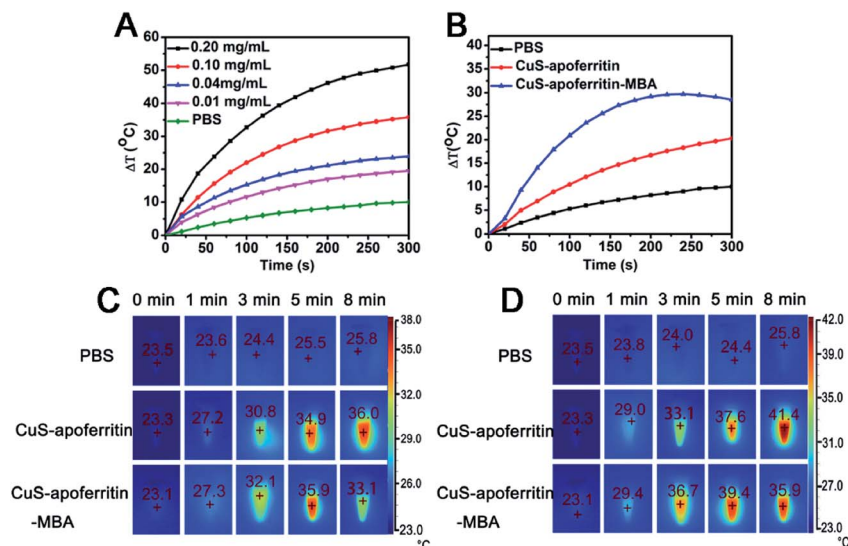 A
0.20 mg/mL
0.10 mg/mL
0.04mg/mL
0.01 mg/mL
PBS
ΔT (°C)
60
50
40
30
20
10
0
0 50 100 150 200 250 300
Time (s)
B
PBS
CuS-apoferritin
CuS-apoferritin-MBA
ΔT (°C)
40
35
30
25
20
15
10
5
0
0 50 100 150 200 250 300
Time (s)
C
0 min 1 min 3 min 5 min 8 min
PBS
23.5 23.6 24.4 25.5 25.8
CuS-apoferritin
23.3 27.2 30.8 34.9 36.0
CuS-apoferritin
-MBA
23.1 27.3 32.1 35.9 33.1
38.0
35.0
29.0
23.0
°C
D
0 min 1 min 3 min 5 min 8 min
PBS
23.5 23.8 24.0 24.4 25.8
CuS-apoferritin
23.3 29.0 33.1 37.6 41.4
CuS-apoferritin
-MBA
23.1 29.4 36.7 39.4 35.9
42.0
39.0
32.0
27.0
23.0
°C